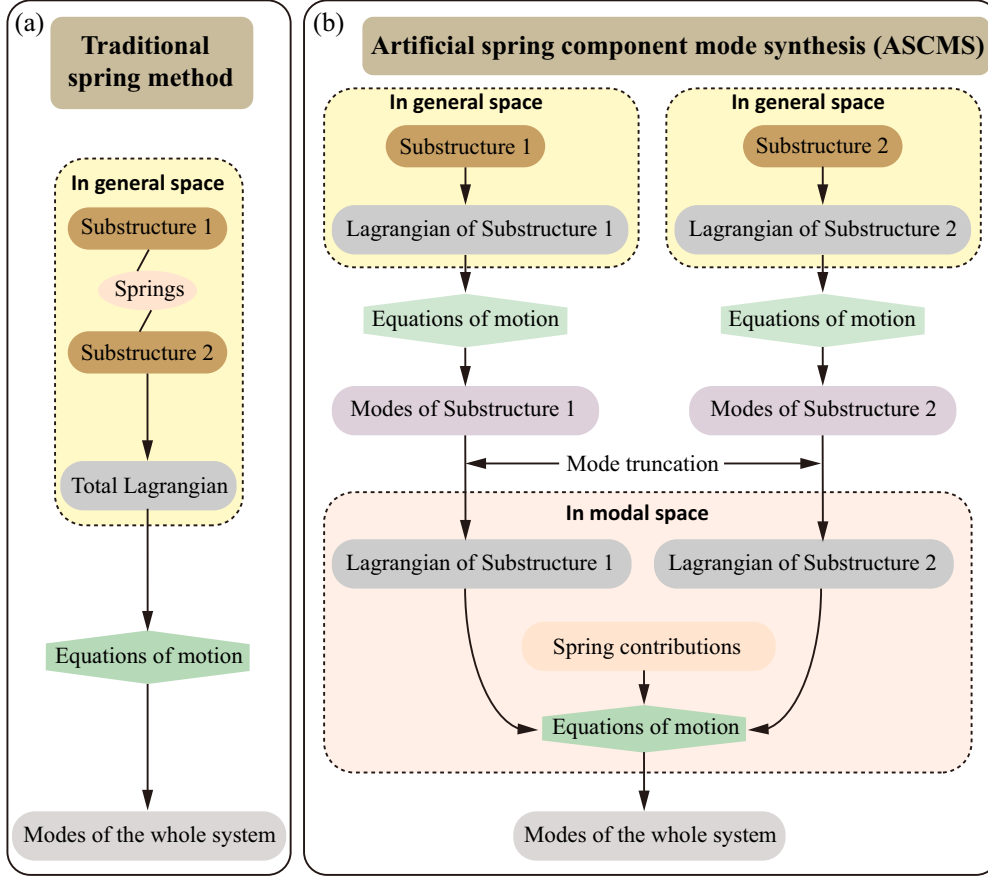 (a)
Traditional
spring method
In general space
Substructure 1
Springs
Substructure 2
Total Lagrangian
Equations of motion
Modes of the whole system
(b)
Artificial spring component mode synthesis (ASCMS)
In general space
In general space
Substructure 1
Substructure 2
Lagrangian of Substructure 1
Lagrangian of Substructure 2
Equations of motion
Equations of motion
Modes of Substructure 1
Modes of Substructure 2
Mode truncation
In modal space
Lagrangian of Substructure 1
Lagrangian of Substructure 2
Spring contributions
Equations of motion
Modes of the whole system